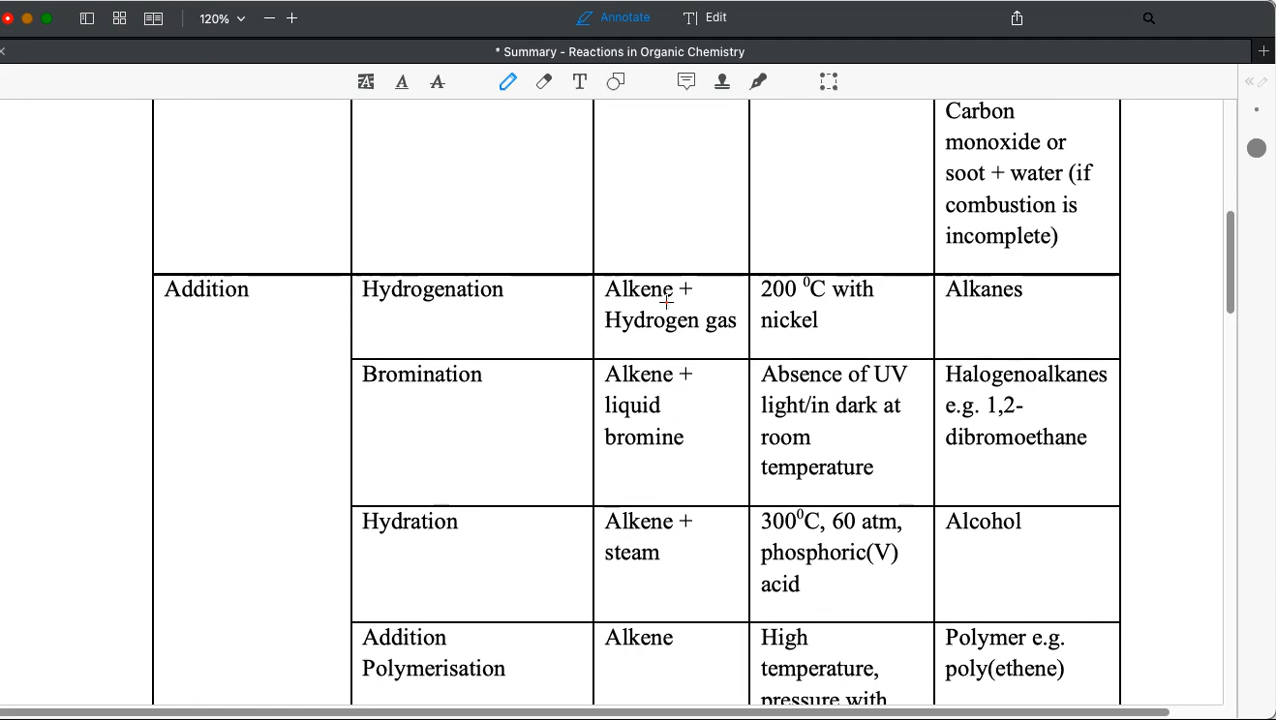 120%
Annotate
Edit
* Summary - Reactions in Organic Chemistry
Carbon
monoxide or
soot + water (if
combustion is
incomplete)
Addition
Hydrogenation
Alkene +
Hydrogen gas
200 ⁰C with
nickel
Alkanes
Bromination
Alkene +
liquid
bromine
Absence of UV
light/in dark at
room
temperature
Halogenoalkanes
e.g. 1,2-
dibromoethane
Hydration
Alkene +
steam
300⁰C, 60 atm,
phosphoric(V)
acid
Alcohol
Addition
Polymerisation
Alkene
High
temperature,
pressure with
Polymer e.g.
poly(ethene)